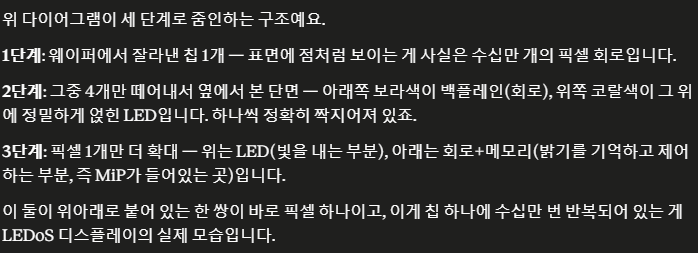 위 다이어그램이 세 단계로 줌인하는 구조예요.
1단계: 웨이퍼에서 잘라낸 칩 1개 — 표면에 점처럼 보이는 게 사실은 수십만 개의 픽셀 회로입니다.
2단계: 그중 4개만 떼어내서 옆에서 본 단면 — 아래쪽 보라색이 백플레인(회로), 위쪽 코랄색이 그 위
에 정밀하게 얹힌 LED입니다. 하나씩 정확히 짝지어져 있죠.
3단계: 픽셀 1개만 더 확대 — 위는 LED(빛을 내는 부분), 아래는 회로+메모리(밝기를 기억하고 제어
하는 부분, 즉 MiP가 들어있는 곳)입니다.
이 둘이 위아래로 붙어 있는 한 쌍이 바로 픽셀 하나이고, 이게 칩 하나에 수십만 번 반복되어 있는 게
LEDoS 디스플레이의 실제 모습입니다.